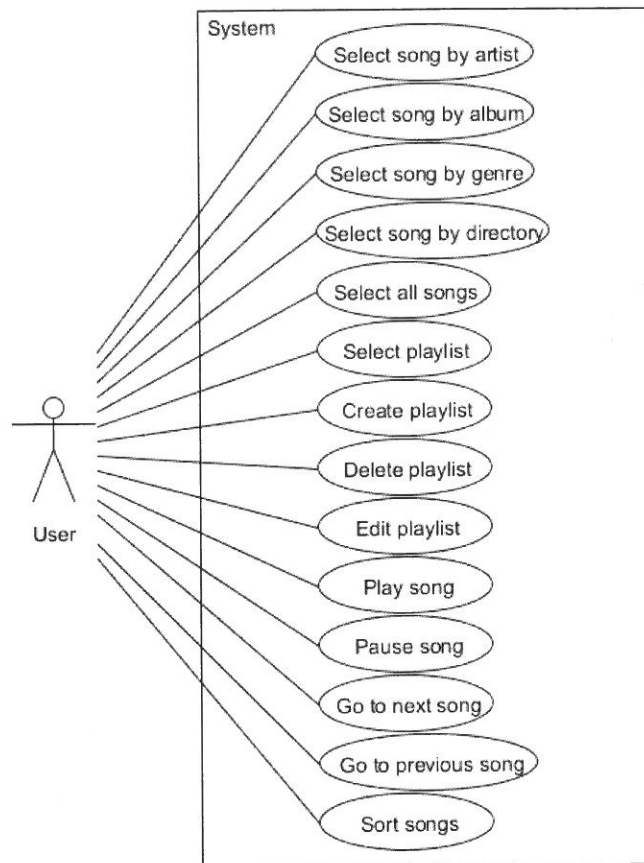 System
Select song by artist
Select song by album
Select song by genre
Select song by directory
Select all songs
Select playlist
Create playlist
Delete playlist
Edit playlist
User
Play song
Pause song
Go to next song
Go to previous song
Sort songs